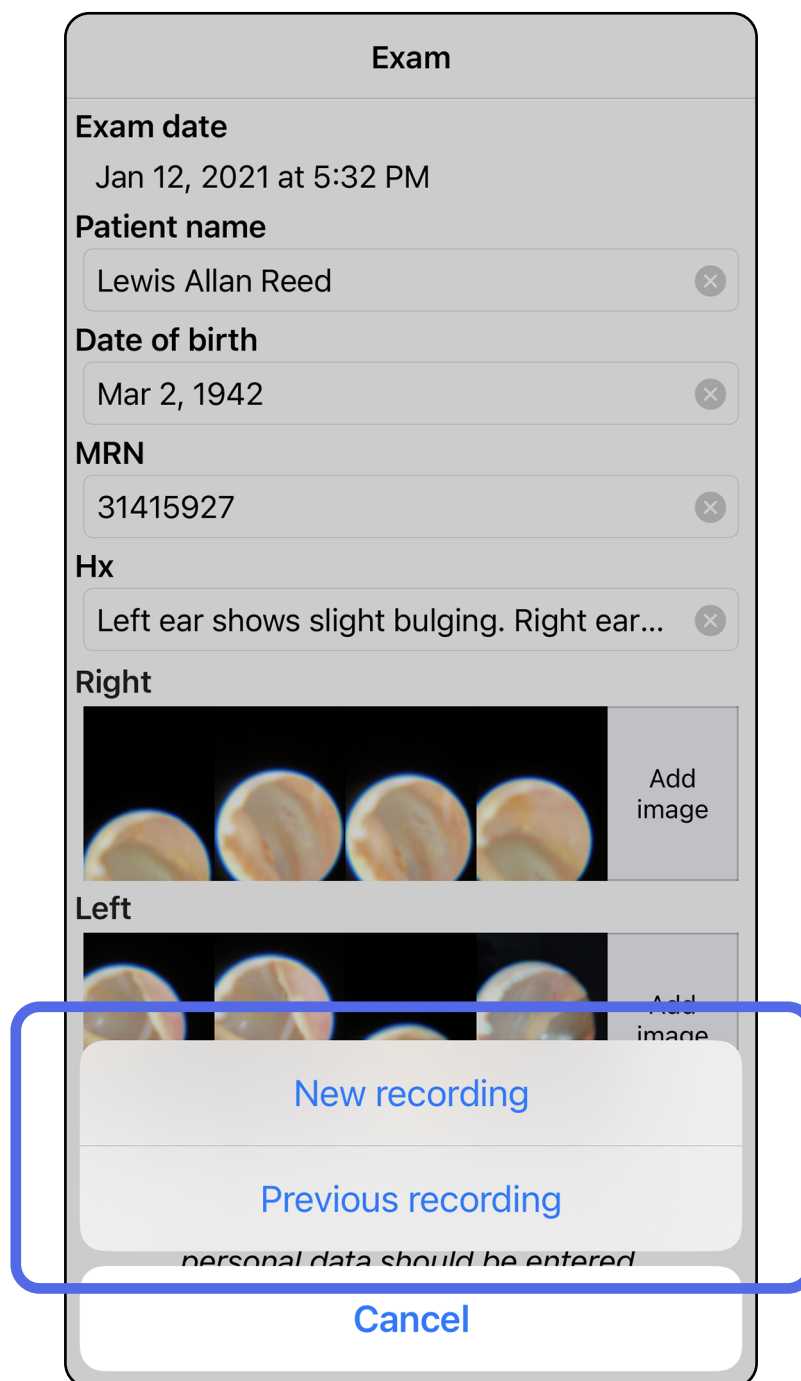 Exam
Exam date
Jan 12, 2021 at 5:32 PM
Patient name
Lewis Allan Reed
Date of birth
Mar 2, 1942
MRN
31415927
Hx
Left ear shows slight bulging. Right ear...
Right
Add
image
Left
Add
image
New recording
Previous recording
personal data should be entered
Cancel